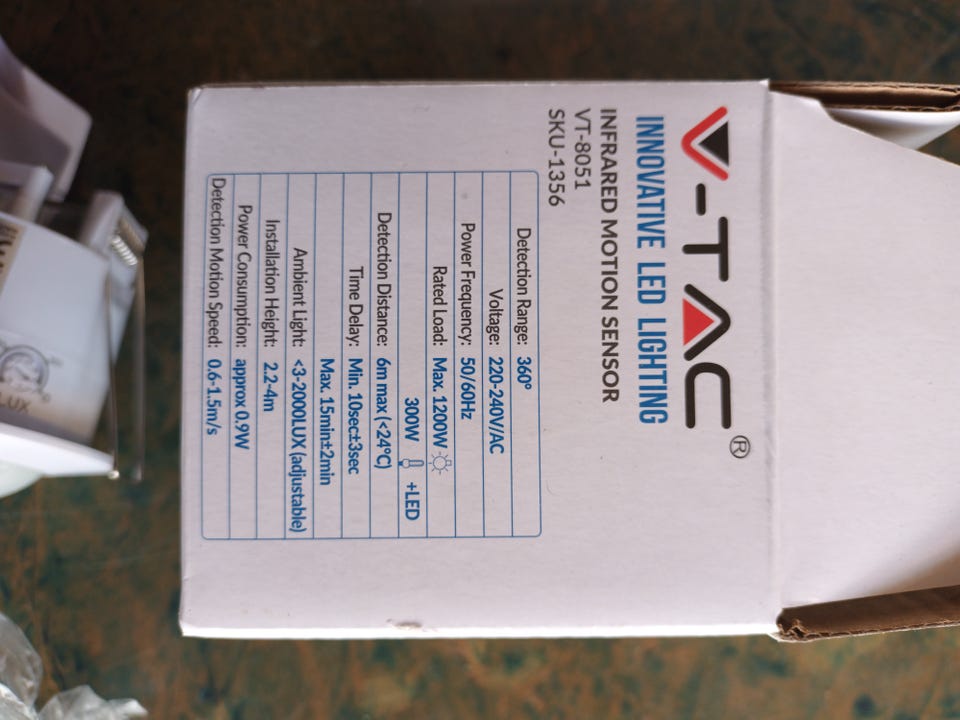 V-TAC®
INNOVATIVE LED LIGHTING
INFRARED MOTION SENSOR
VT-8051
SKU-1356
Detection Range: 360°
Voltage: 220-240V/AC
Power Frequency: 50/60Hz
Rated Load: Max. 1200W
300W +LED
Detection Distance: 6m max (<24°C)
Time Delay: Min. 10sec±3sec
Max. 15min±2min
Ambient Light: <3-2000LUX (adjustable)
Installation Height: 2.2-4m
Power Consumption: approx 0.9W
Detection Motion Speed: 0.6-1.5m/s
LUX